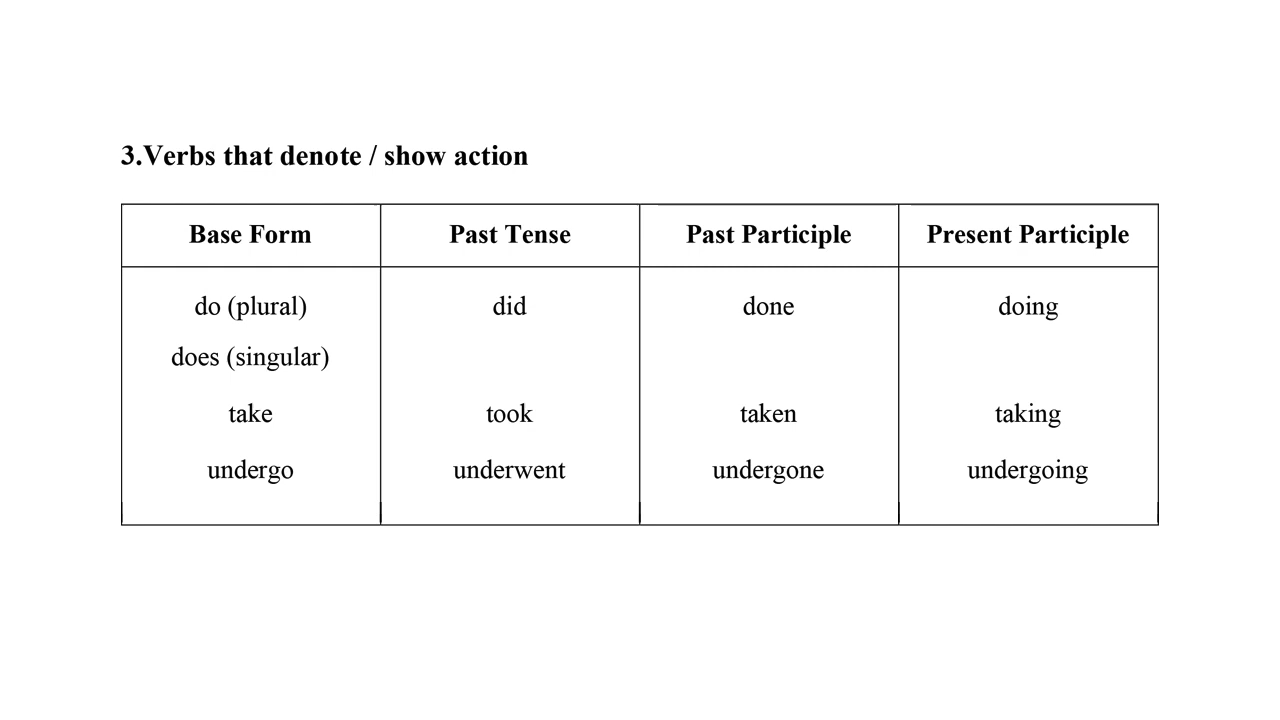 3.Verbs that denote / show action
Base Form Past Tense Past Participle Present Participle
do (plural) did done doing
does (singular)
take took taken taking
undergo underwent undergone undergoing